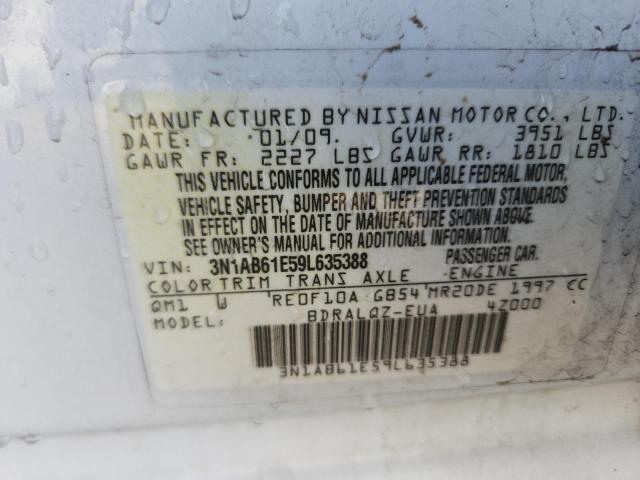 MANUFACTURED BY NISSAN MOTOR CO., LTD.
DATE: 01/09. GVWR: 3951 LBS
GAWR FR: 2227 LBS GAWR RR: 1810 LBS
THIS VEHICLE CONFORMS TO ALL APPLICABLE FEDERAL MOTOR
VEHICLE SAFETY, BUMPER AND THEFT PREVENTION STANDARDS
IN EFFECT ON THE DATE OF MANUFACTURE SHOWN ABOVE.
SEE OWNER'S MANUAL FOR ADDITIONAL INFORMATION.
VIN: 3N1AB61E59L635388 PASSENGER CAR.
COLOR TRIM TRANS AXLE ENGINE
QM1 W RE0F10A GB54 MR20DE 1997 CC
MODEL: BDRALQZ-EUA 4Z000
3N1AB61E59L635388